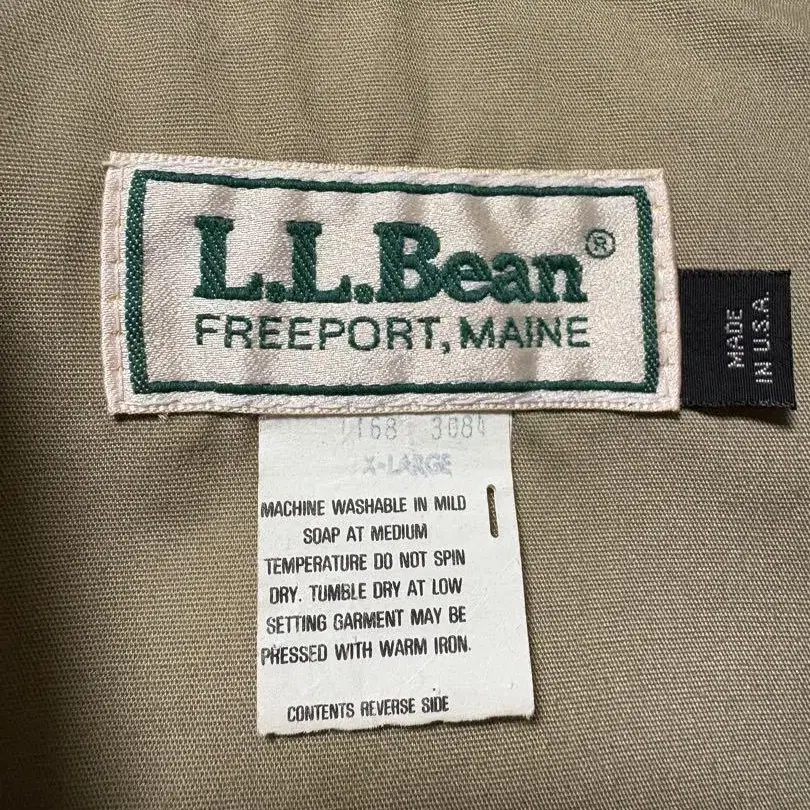 L.L.Bean®
FREEPORT, MAINE
MADE
IN U.S.A.
1168 3084
X-LARGE
MACHINE WASHABLE IN MILD
SOAP AT MEDIUM
TEMPERATURE DO NOT SPIN
DRY. TUMBLE DRY AT LOW
SETTING GARMENT MAY BE
PRESSED WITH WARM IRON.
CONTENTS REVERSE SIDE